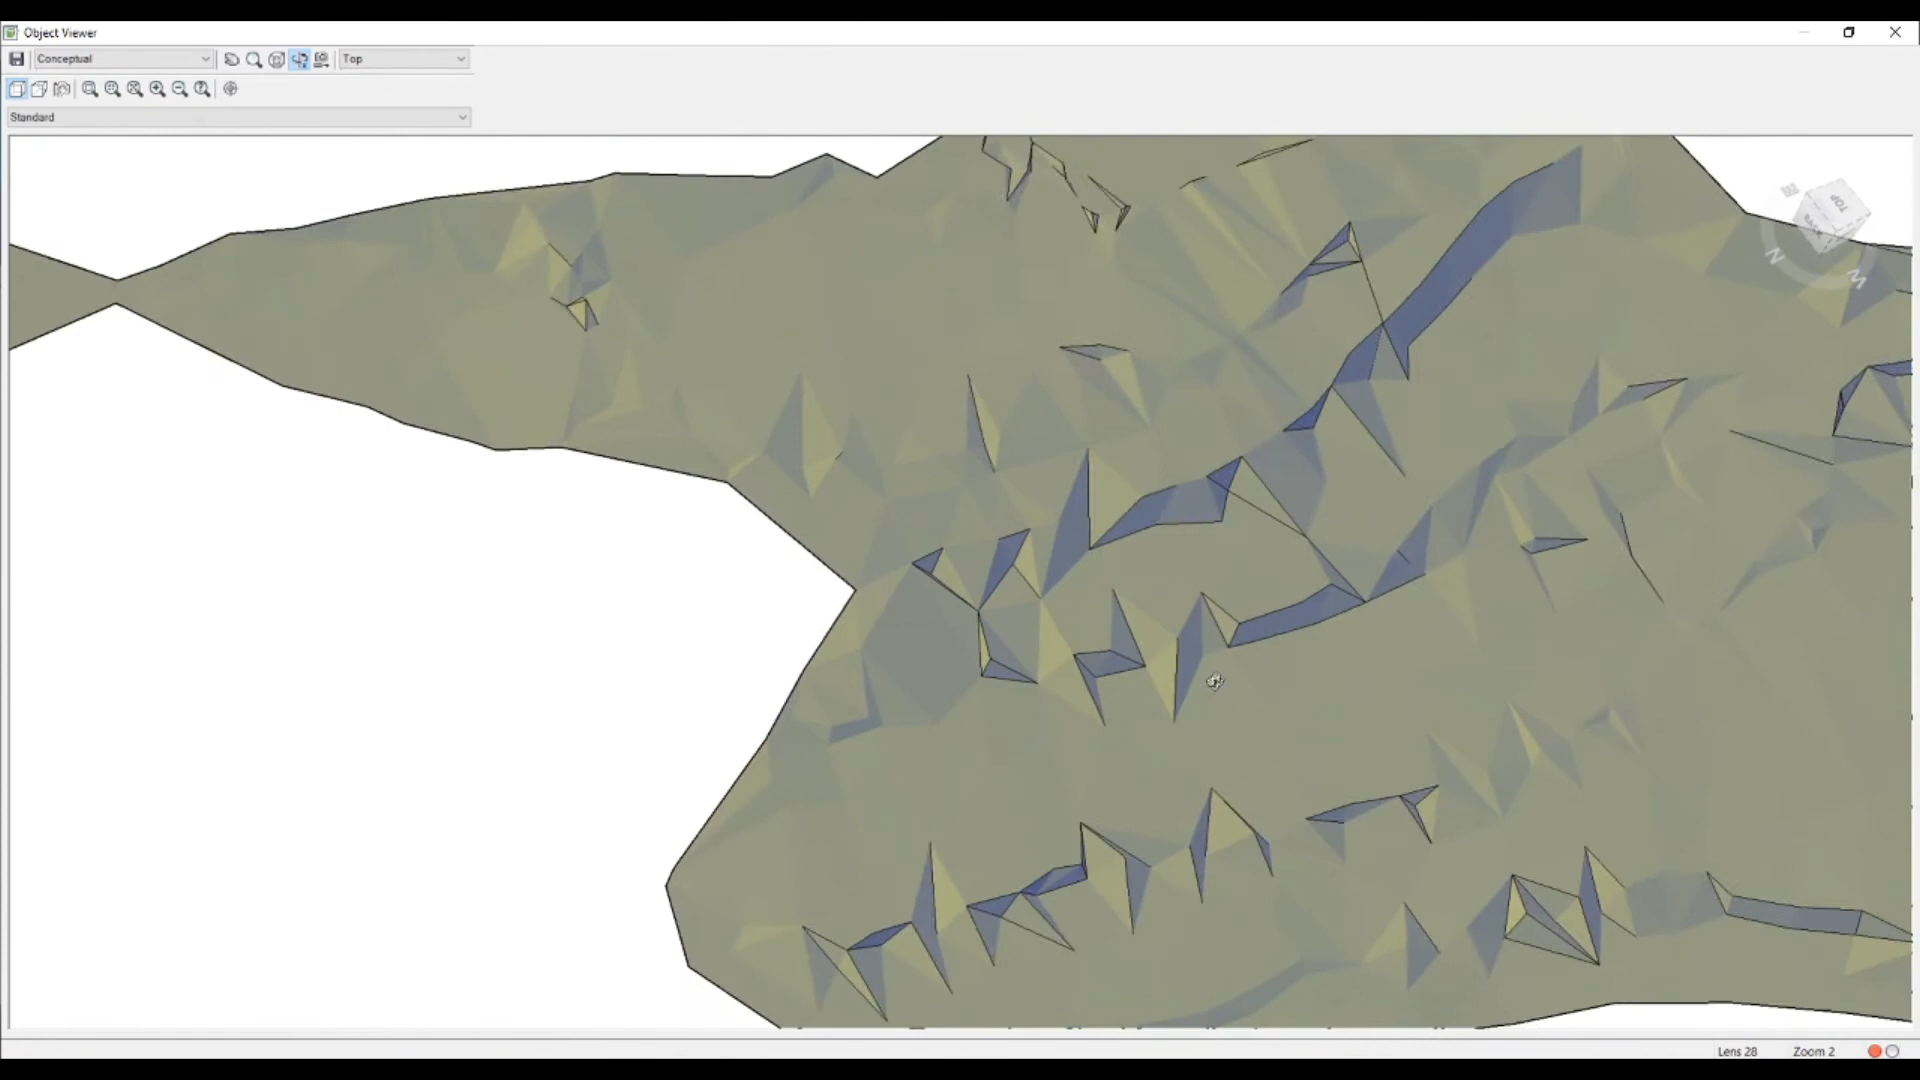 Object Viewer
Conceptual
Top
Standard
E
TOP
N
W
Lens 28
Zoom 2